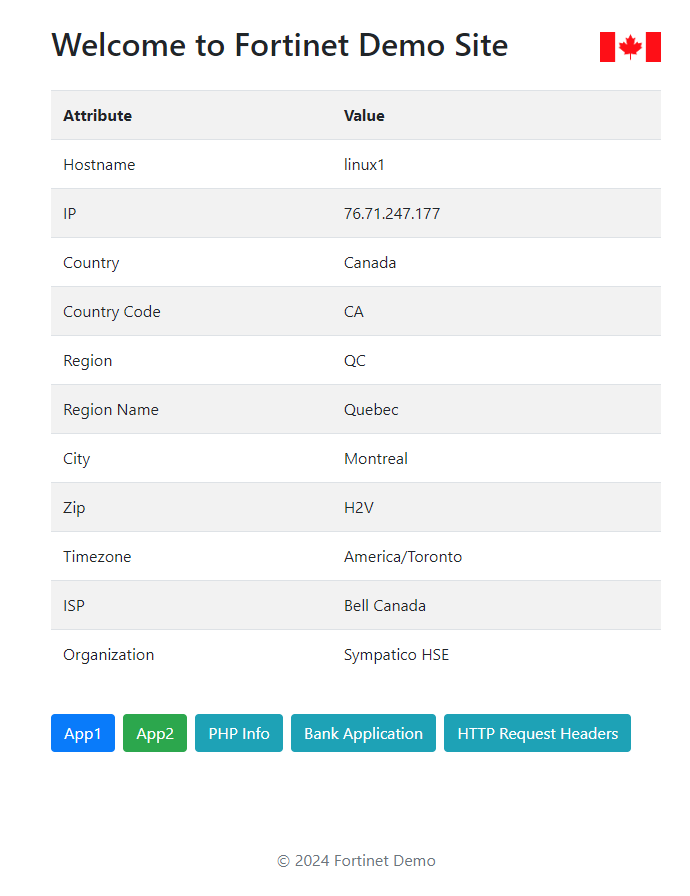 Welcome to Fortinet Demo Site
Attribute Value
Hostname linux1
IP 76.71.247.177
Country Canada
Country Code CA
Region QC
Region Name Quebec
City Montreal
Zip H2V
Timezone America/Toronto
ISP Bell Canada
Organization Sympatico HSE
App1 App2 PHP Info Bank Application HTTP Request Headers
© 2024 Fortinet Demo